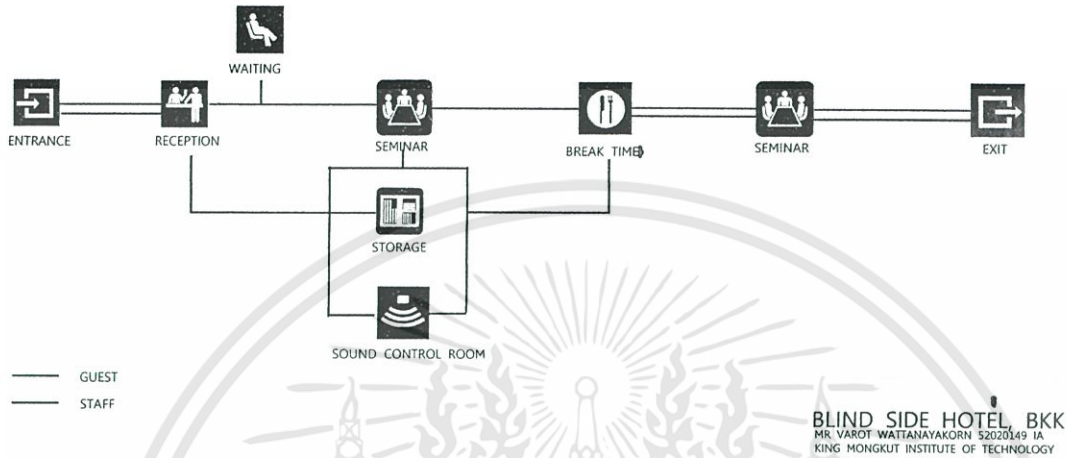 WAITING
ENTRANCE
RECEPTION
SEMINAR
BREAK TIME
SEMINAR
EXIT
STORAGE
SOUND CONTROL ROOM
GUEST
STAFF
BLIND SIDE HOTEL, BKK
MR. VAROT WATTANAYAKORN 52020149 IA
KING MONGKUT INSTITUTE OF TECHNOLOGY